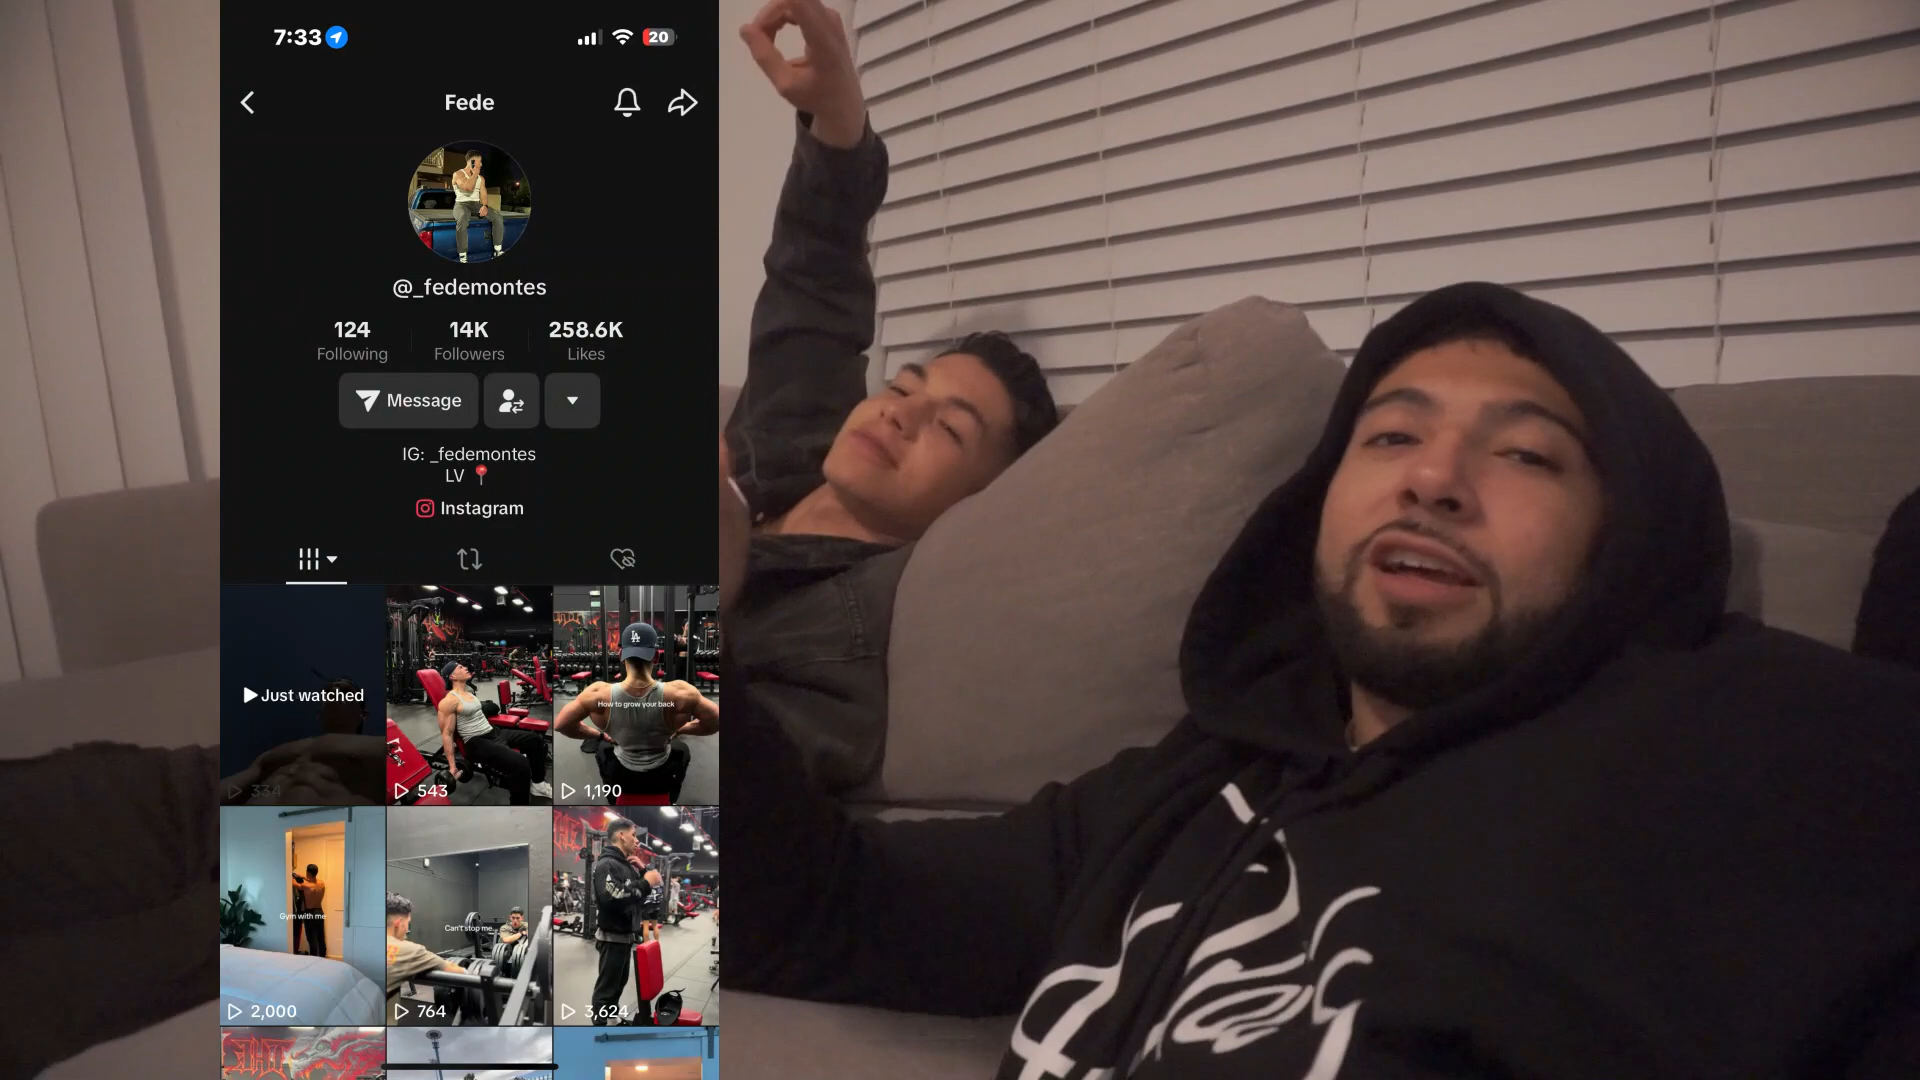 7:33
20
Fede
@_fedemontes
124
14K
258.6K
Following
Followers
Likes
Message
IG: _fedemontes
LV
Instagram
Just watched
334
543
How to grow your back
1,190
LA
Gym with me
2,000
Can't stop me
764
3,624